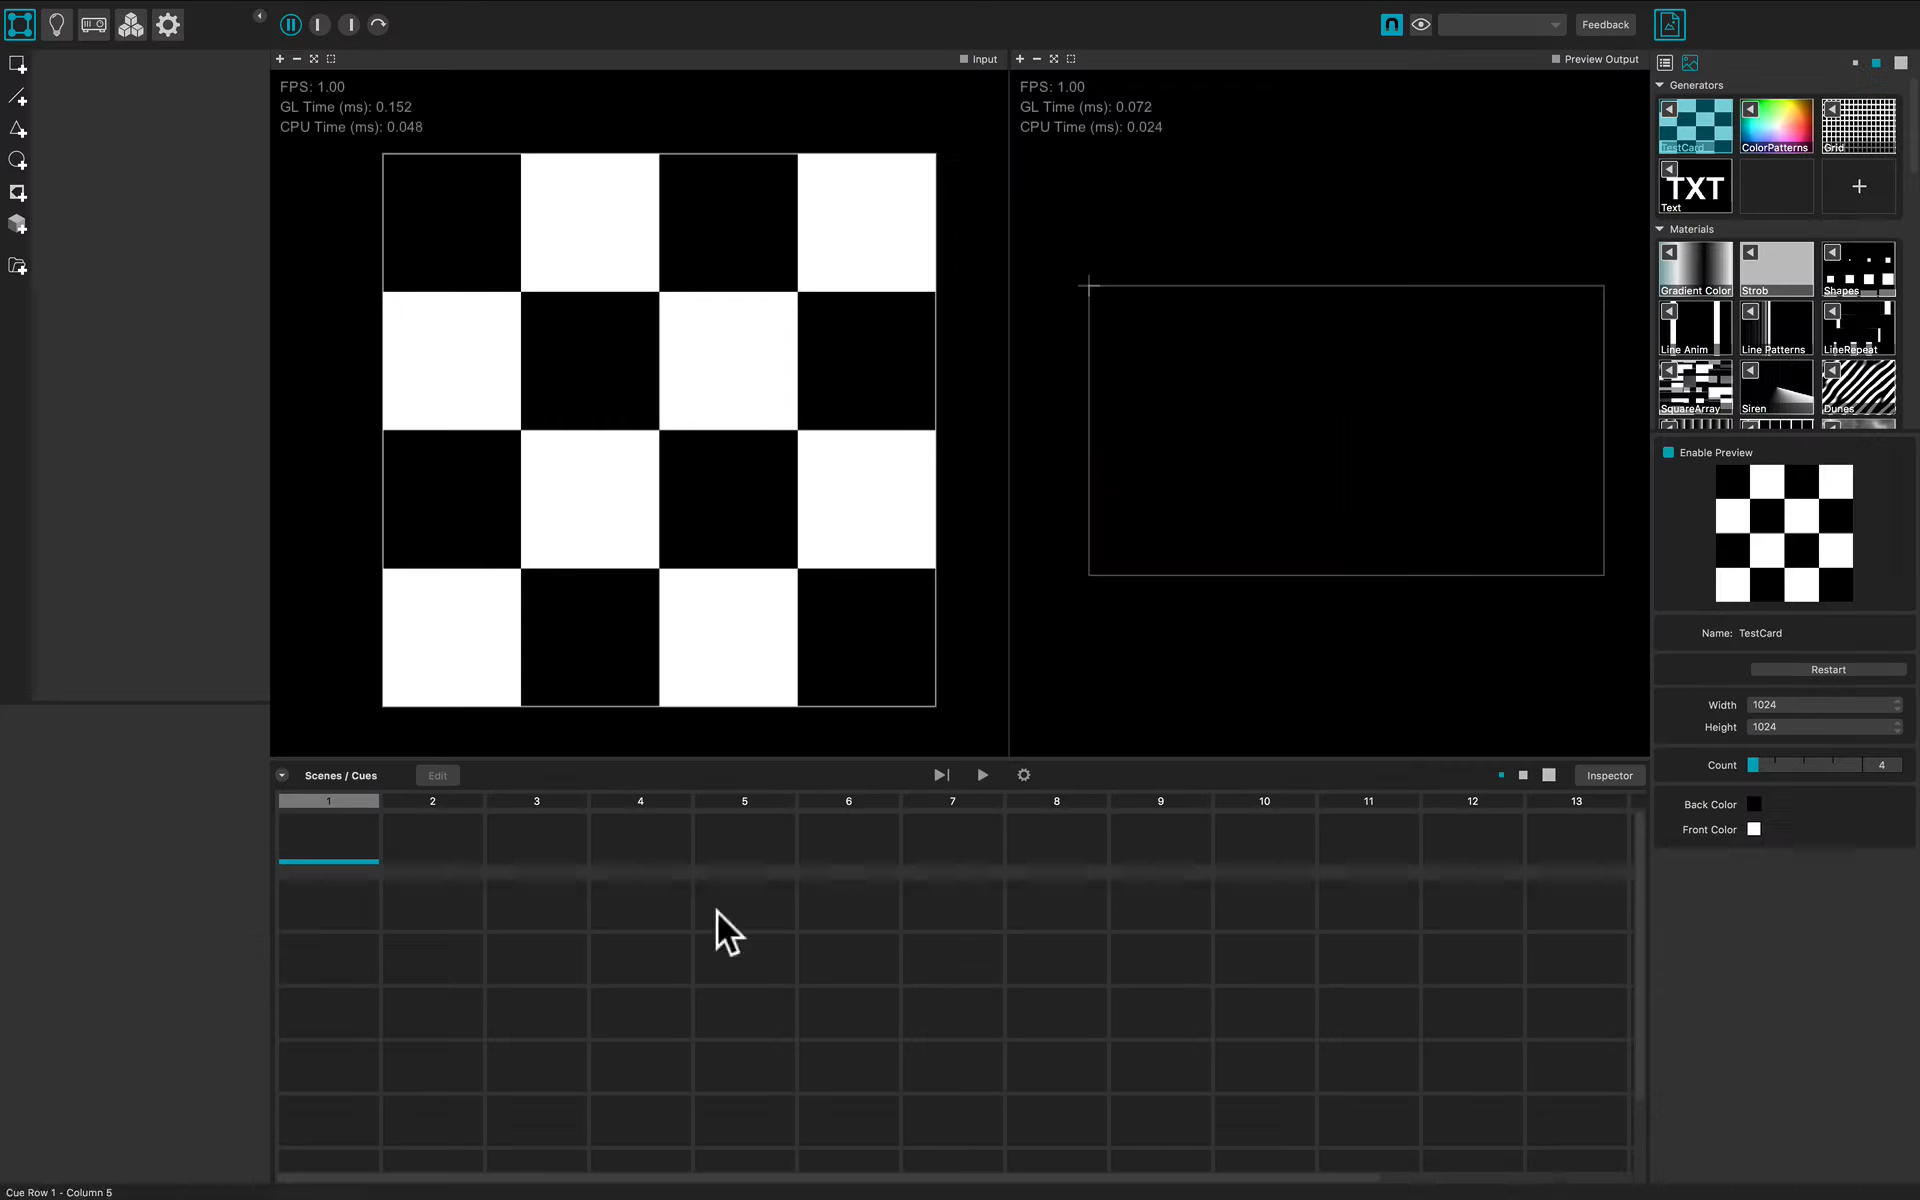 Feedback
Input
Preview Output
FPS: 1.00
GL Time (ms): 0.152
CPU Time (ms): 0.048
FPS: 1.00
GL Time (ms): 0.072
CPU Time (ms): 0.024
Generators
TestCard
ColorPatterns
Grid
TXT
Text
Materials
Gradient Color
Strob
Shapes
Line Anim
Line Patterns
LineRepeat
SquareArray
Siren
Dunes
Enable Preview
Name: TestCard
Restart
Width 1024
Height 1024
Count 4
Back Color
Front Color
Scenes / Cues
Edit
Inspector
1 2 3 4 5 6 7 8 9 10 11 12 13
Cue Row 1 - Column 5